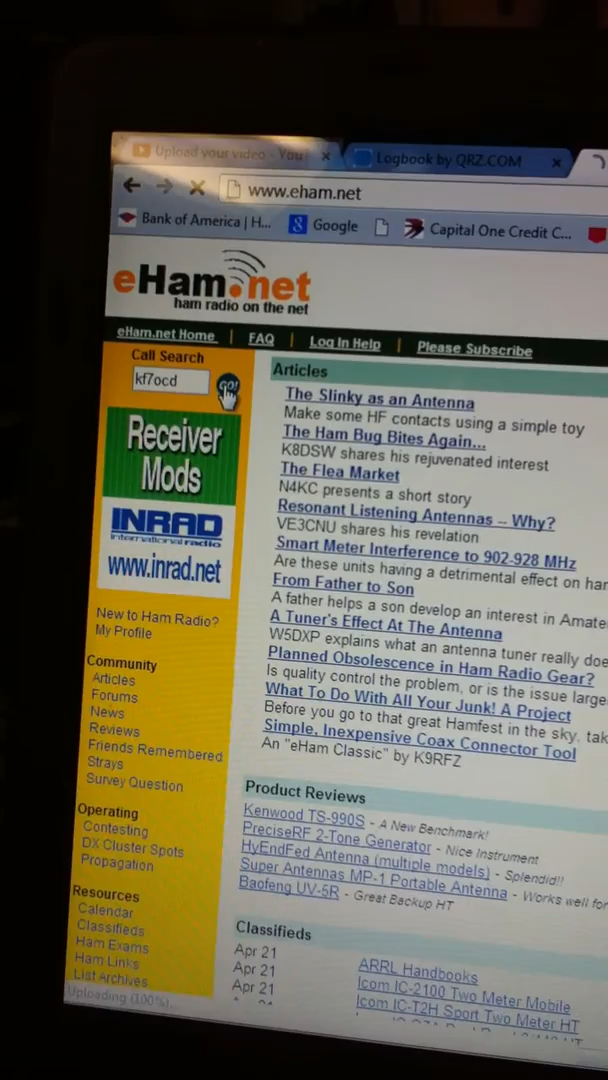 Upload your video - You
Logbook by QRZ.COM
www.eham.net
Bank of America | H...
Google
Capital One Credit C...
eHam.net
ham radio on the net
eHam.net Home | FAQ | Log In Help | Please Subscribe
Call Search
kf7ocd
GO!
Receiver
Mods
INRAD
international radio
www.inrad.net
New to Ham Radio?
My Profile
Community
Articles
Forums
News
Reviews
Friends Remembered
Strays
Survey Question
Operating
Contesting
DX Cluster Spots
Propagation
Resources
Calendar
Classifieds
Ham Exams
Ham Links
List Archives
Uploading (100%)...
Articles
The Slinky as an Antenna
Make some HF contacts using a simple toy
The Ham Bug Bites Again...
K8DSW shares his rejuvenated interest
The Flea Market
N4KC presents a short story
Resonant Listening Antennas -- Why?
VE3CNU shares his revelation
Smart Meter Interference to 902-928 MHz
Are these units having a detrimental effect on har
From Father to Son
A father helps a son develop an interest in Amate
A Tuner's Effect At The Antenna
W5DXP explains what an antenna tuner really doe
Planned Obsolescence in Ham Radio Gear?
Is quality control the problem, or is the issue large
What To Do With All Your Junk! A Project
Before you go to that great Hamfest in the sky, tak
Simple, Inexpensive Coax Connector Tool
An "eHam Classic" by K9RFZ
Product Reviews
Kenwood TS-990S - A New Benchmark!
PreciseRF 2-Tone Generator - Nice Instrument
HyEndFed Antenna (multiple models) - Splendid!!
Super Antennas MP-1 Portable Antenna - Works well for
Baofeng UV-5R - Great Backup HT
Classifieds
Apr 21
Apr 21 ARRL Handbooks
Apr 21 Icom IC-2100 Two Meter Mobile
Icom IC-T2H Sport Two Meter HT